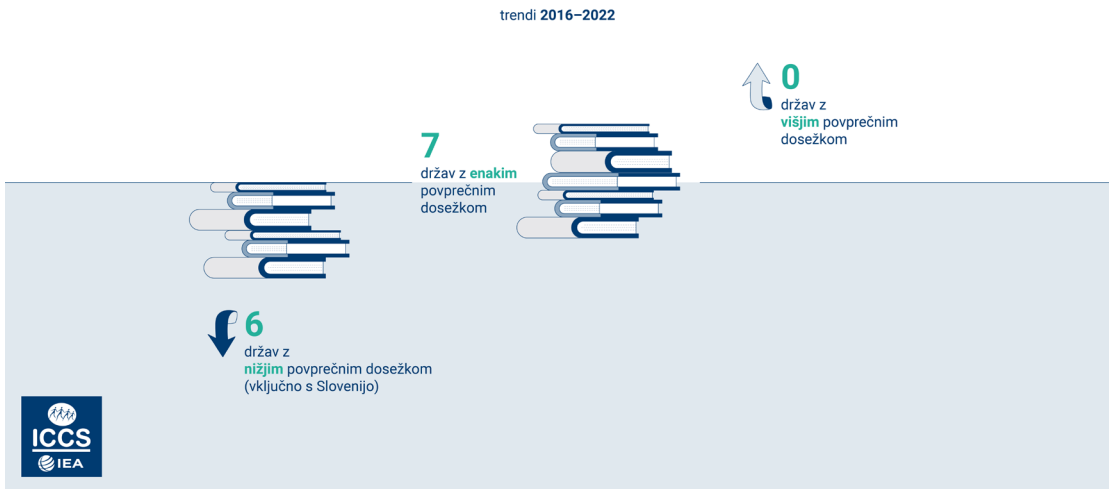 trendi 2016–2022
0
držav z
višjim povprečnim
dosežkom
7
držav z enakim
povprečnim
dosežkom
6
držav z
nižjim povprečnim dosežkom
(vključno s Slovenijo)
ICCS
IEA